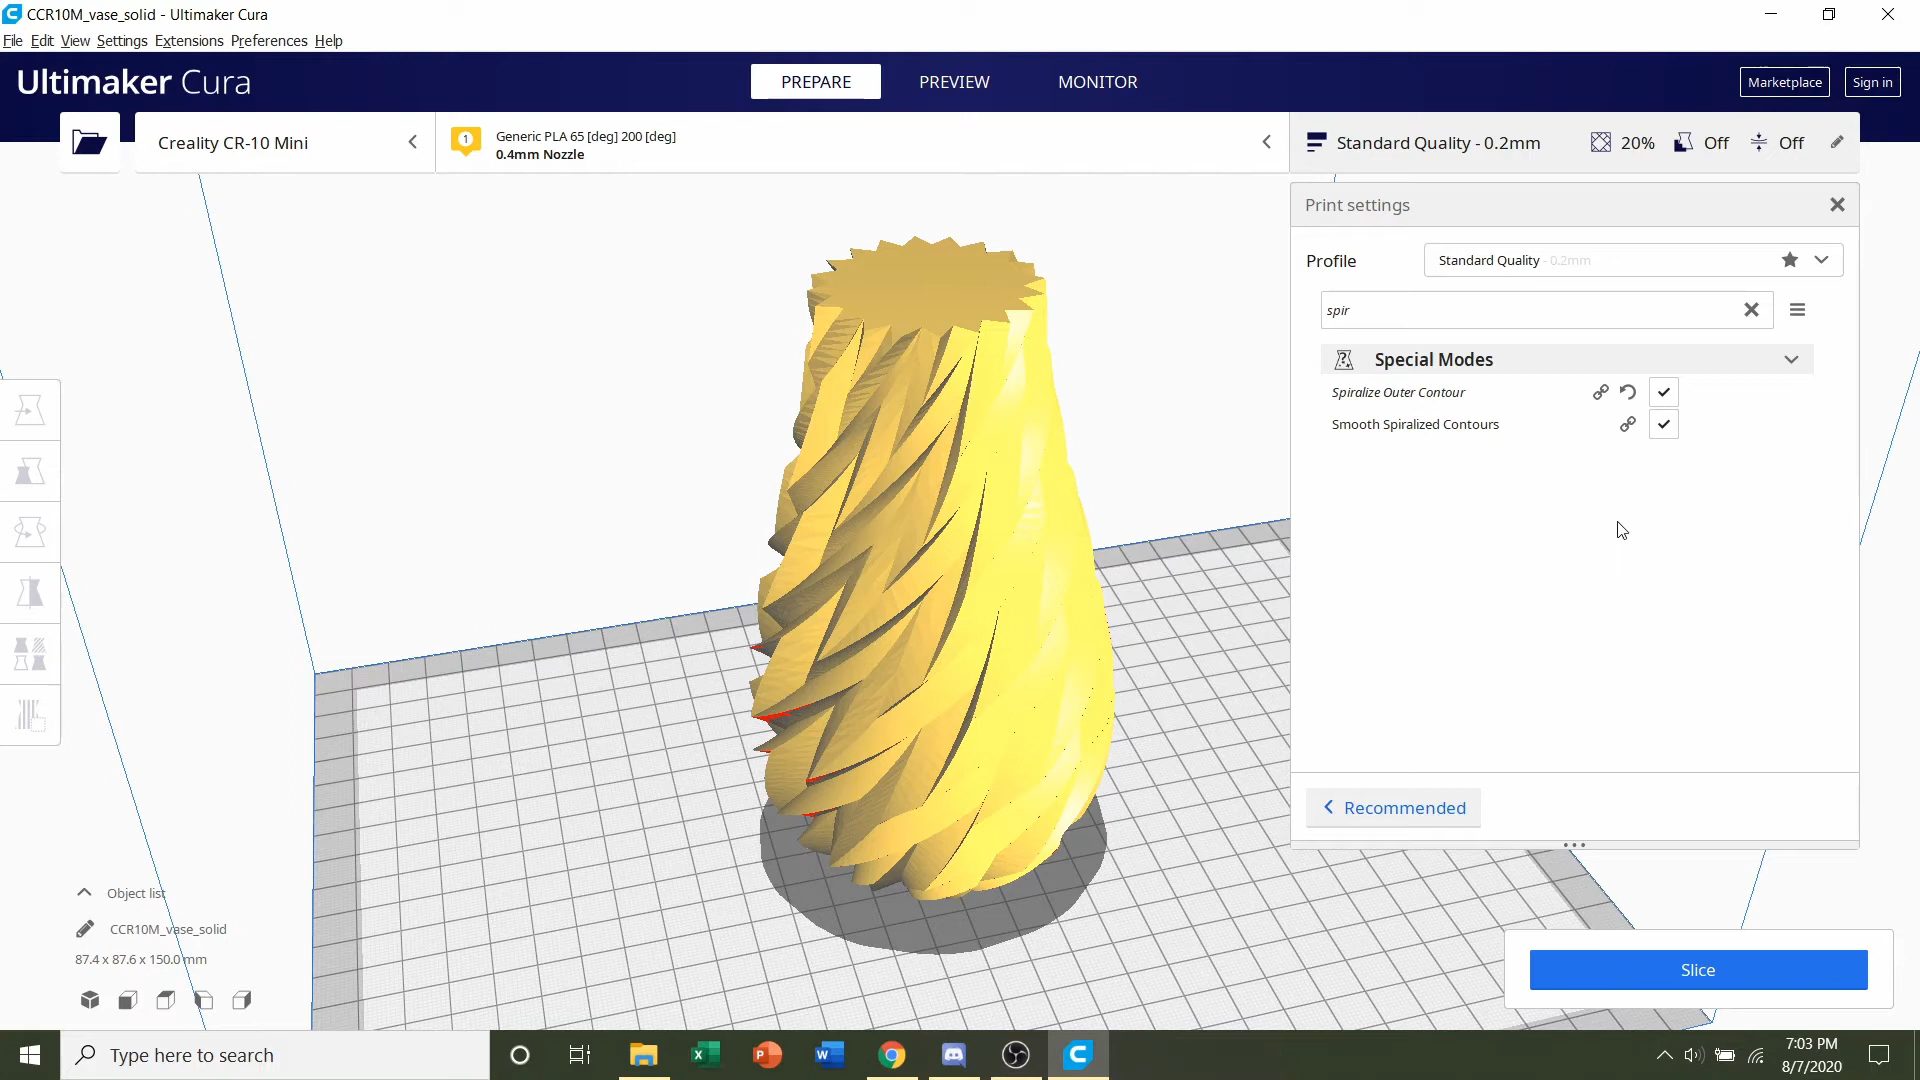 CCR10M_vase_solid - Ultimaker Cura
File Edit View Settings Extensions Preferences Help
Ultimaker Cura
PREPARE PREVIEW MONITOR
Marketplace Sign in
Creality CR-10 Mini
1
Generic PLA 65 [deg] 200 [deg]
0.4mm Nozzle
Standard Quality - 0.2mm 20% Off Off
Print settings
Profile Standard Quality - 0.2mm
spir
Special Modes
Spiralize Outer Contour
Smooth Spiralized Contours
Recommended
Object list
CCR10M_vase_solid
87.4 x 87.6 x 150.0 mm
Slice
Type here to search
7:03 PM
8/7/2020